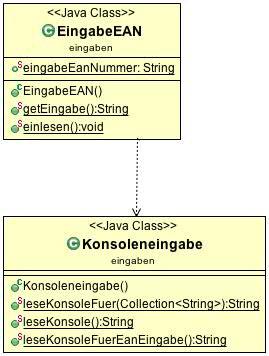 <<Java Class>>
EingabeEAN
eingaben
eingabeEanNummer: String
EingabeEAN()
getEingabe():String
einlesen():void
<<Java Class>>
Konsoleneingabe
eingaben
Konsoleneingabe()
leseKonsoleFuer(Collection<String>):String
leseKonsole():String
leseKonsoleFuerEanEingabe():String